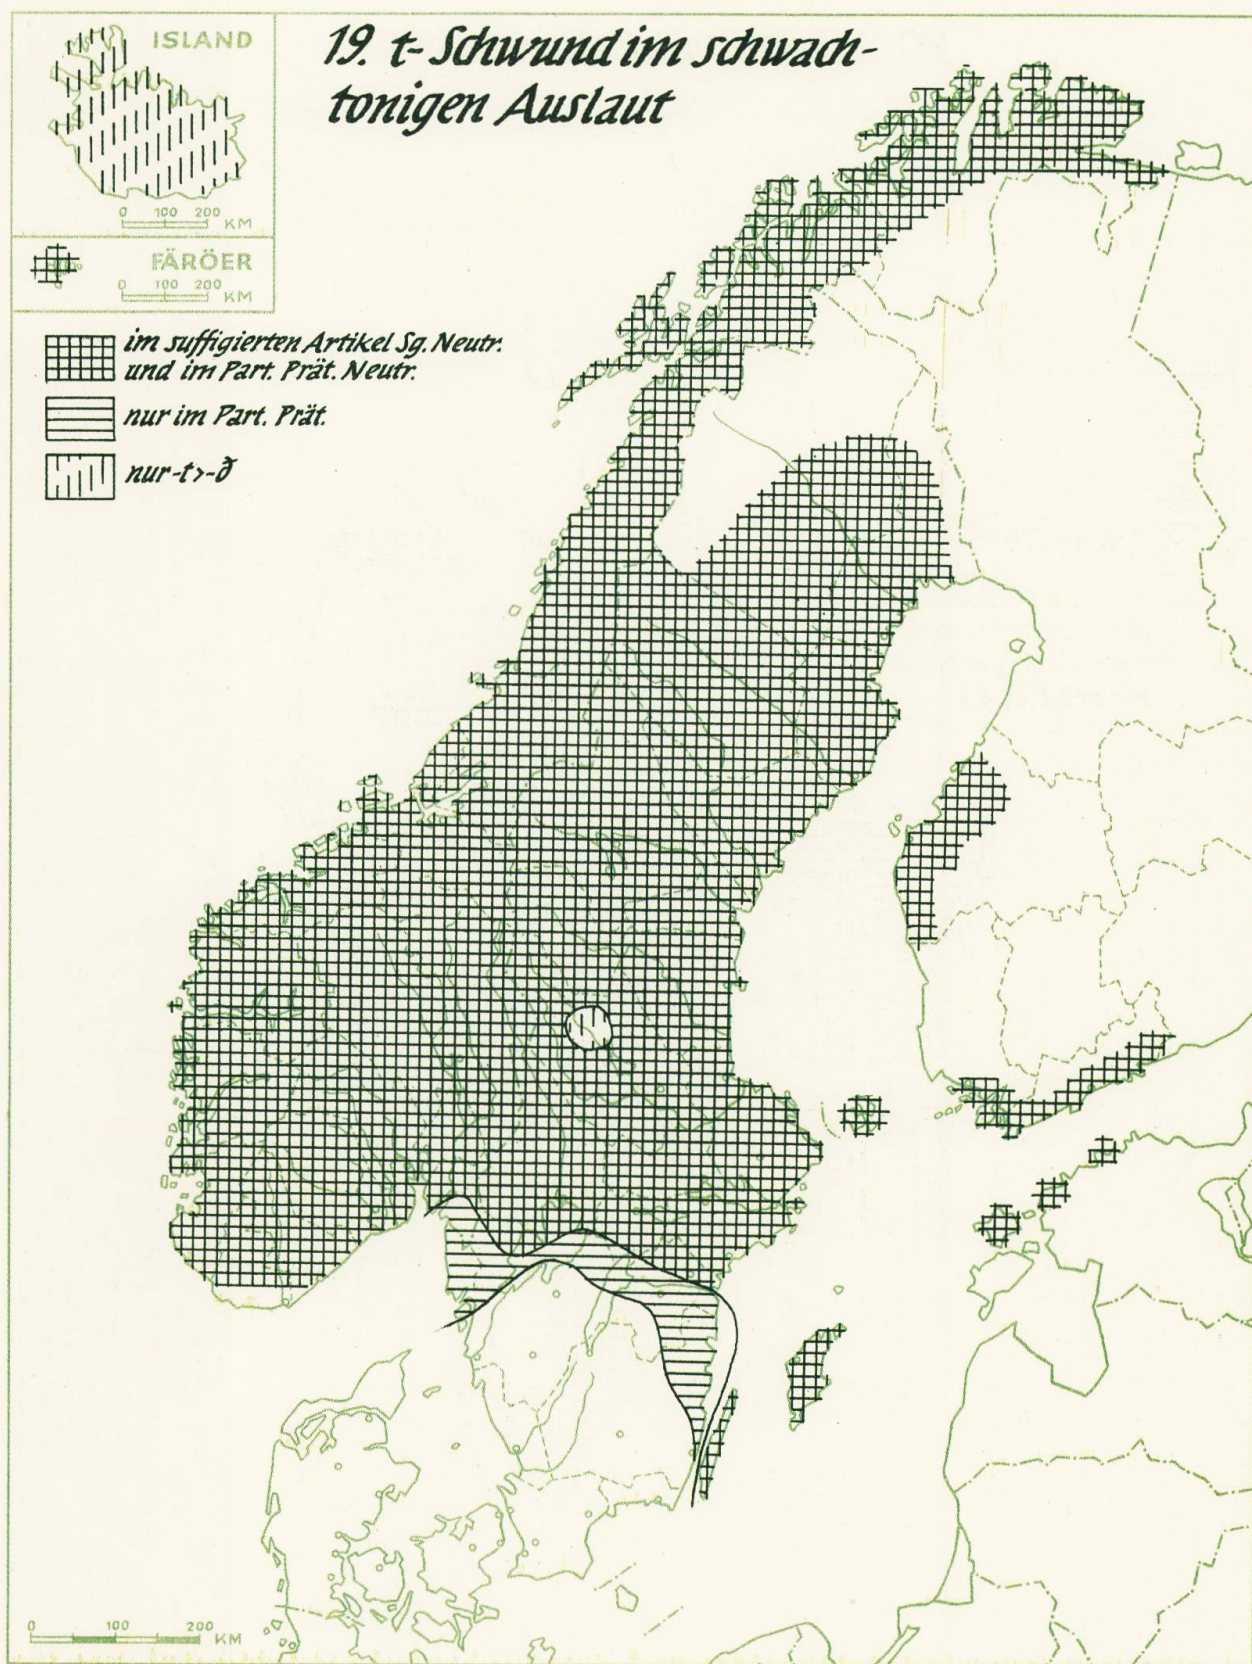 ISLAND
0 100 200
KM
FÄRÖER
0 100 200
KM
19. t-Schwund im schwach-
tonigen Auslaut
im suffigierten Artikel Sg. Neutr.
und im Part. Prät. Neutr.
nur im Part. Prät.
nur -t>-ð
0 100 200 KM